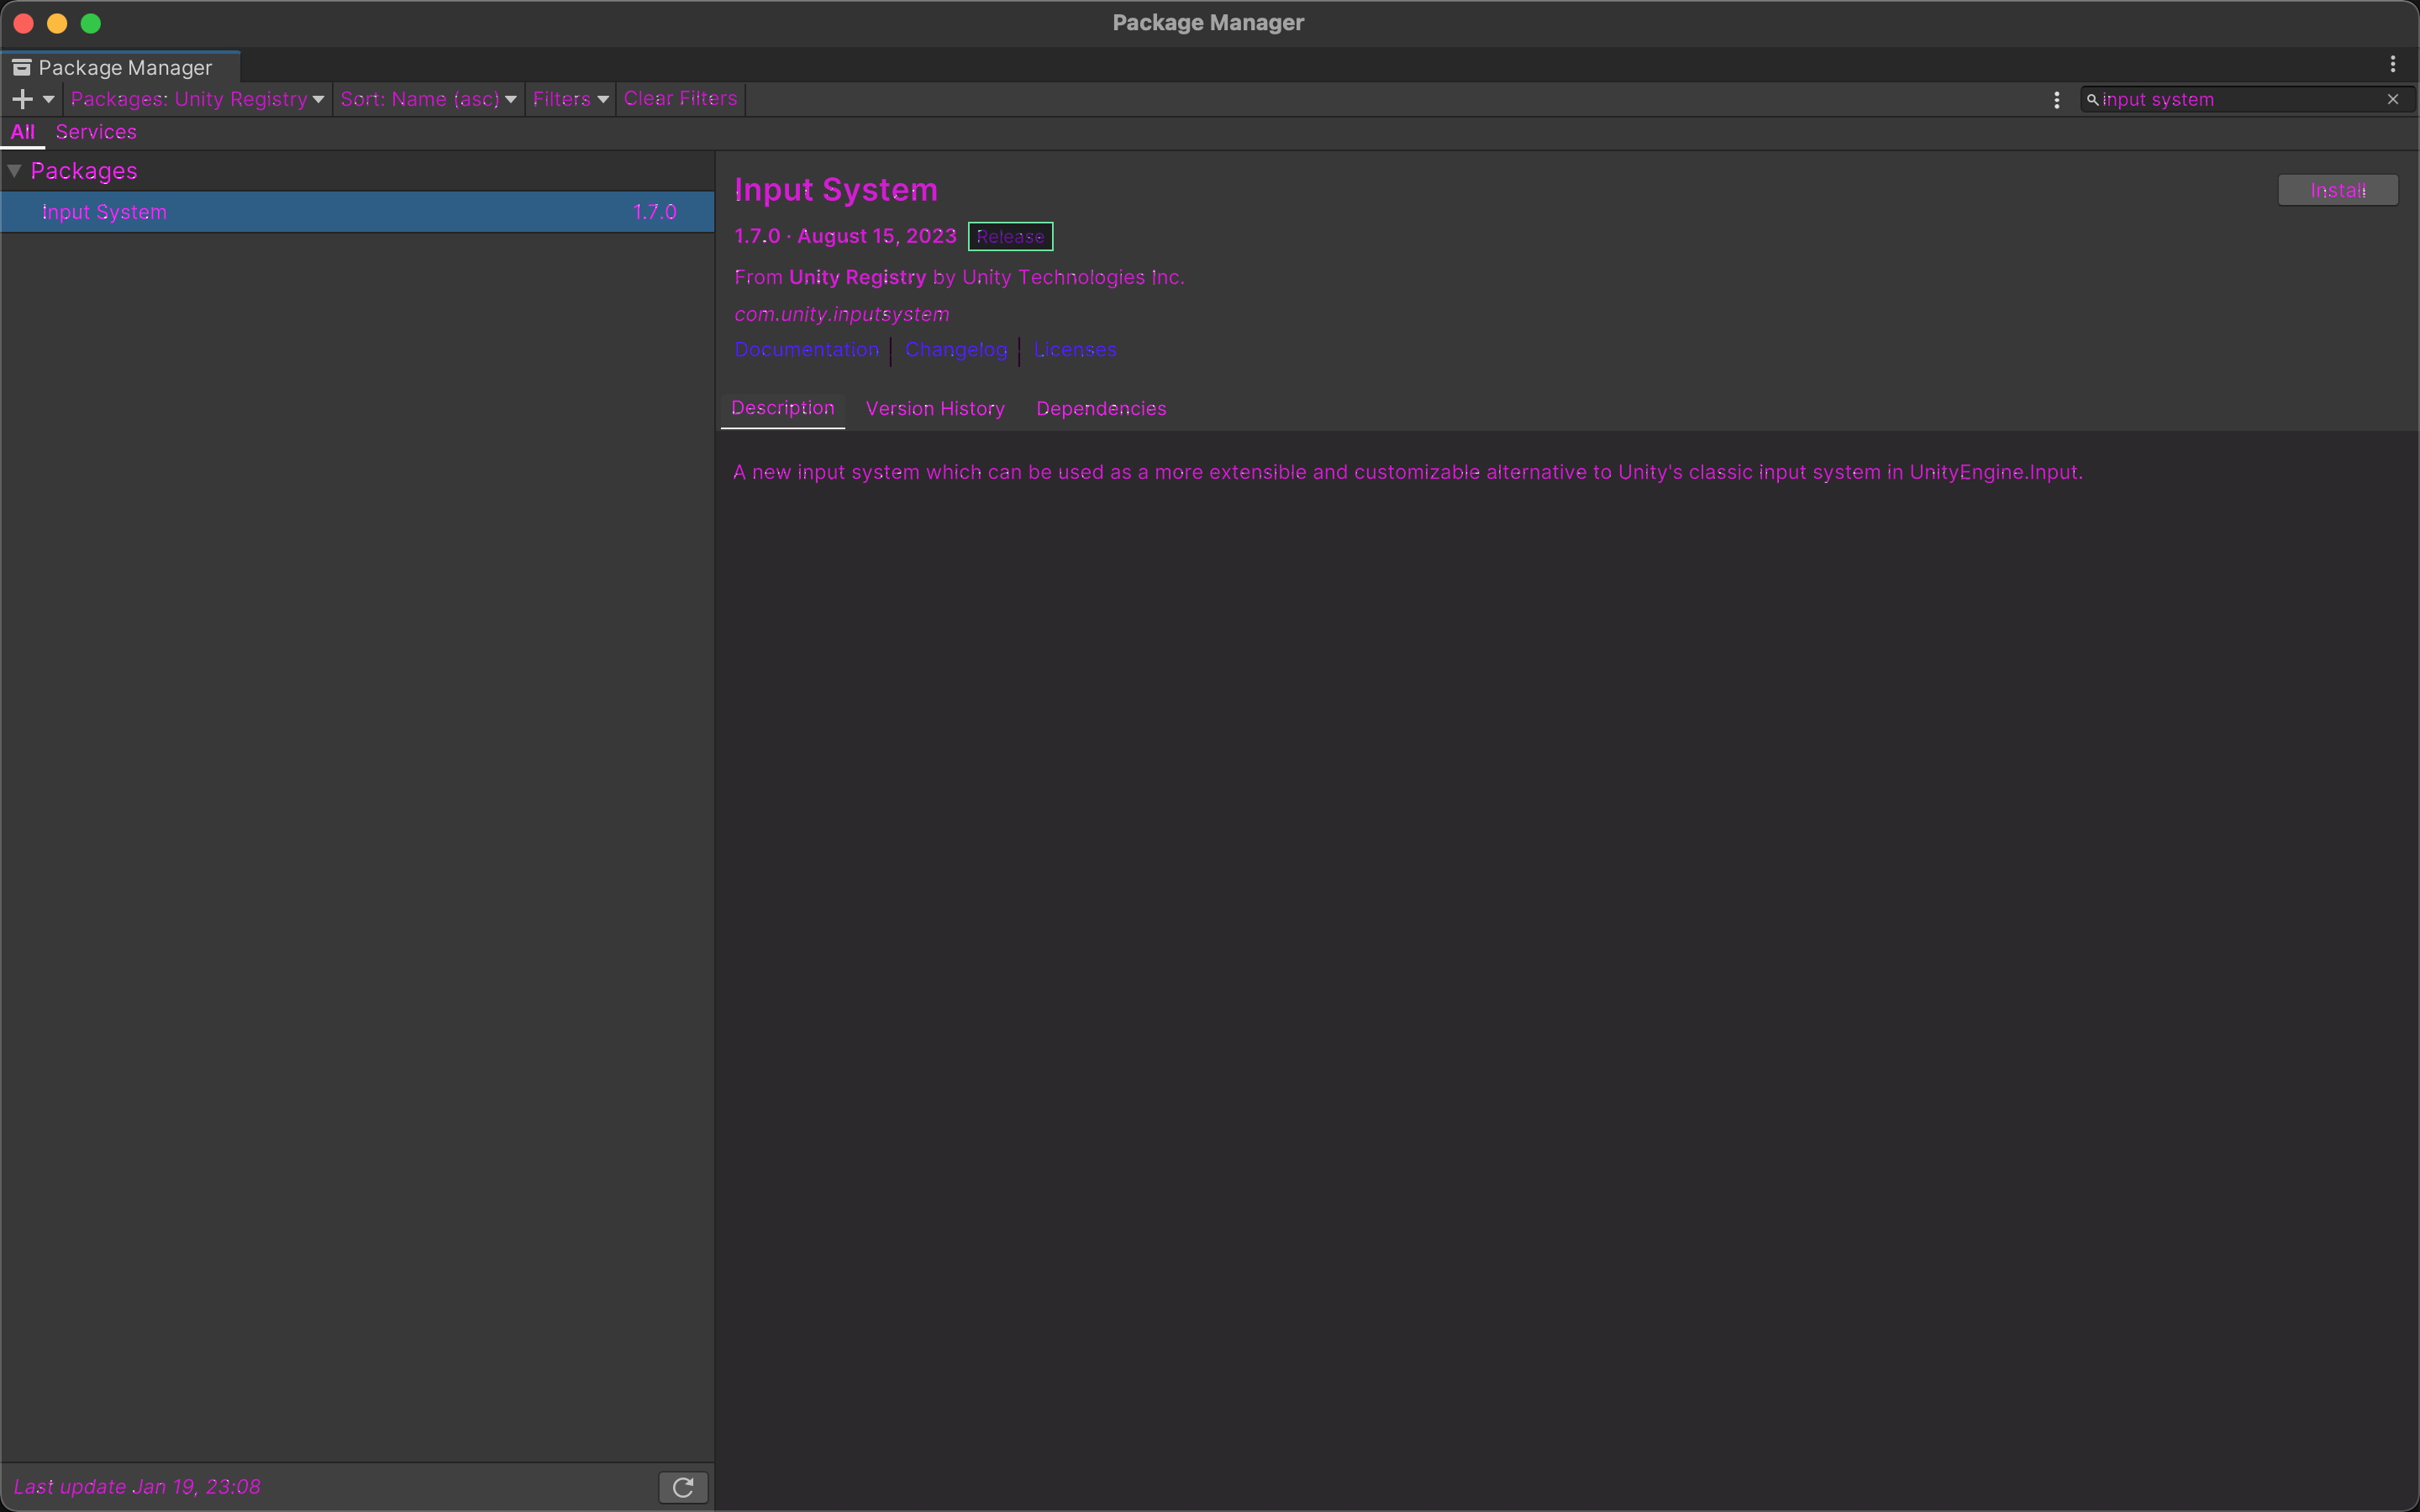 Package Manager
Package Manager
Packages: Unity Registry Sort: Name (asc) Filters Clear Filters input system
All Services
Packages
Input System 1.7.0
Input System Install
1.7.0 · August 15, 2023 Release
From Unity Registry by Unity Technologies Inc.
com.unity.inputsystem
Documentation Changelog Licenses
Description Version History Dependencies
A new input system which can be used as a more extensible and customizable alternative to Unity's classic input system in UnityEngine.Input.
Last update Jan 19, 23:08